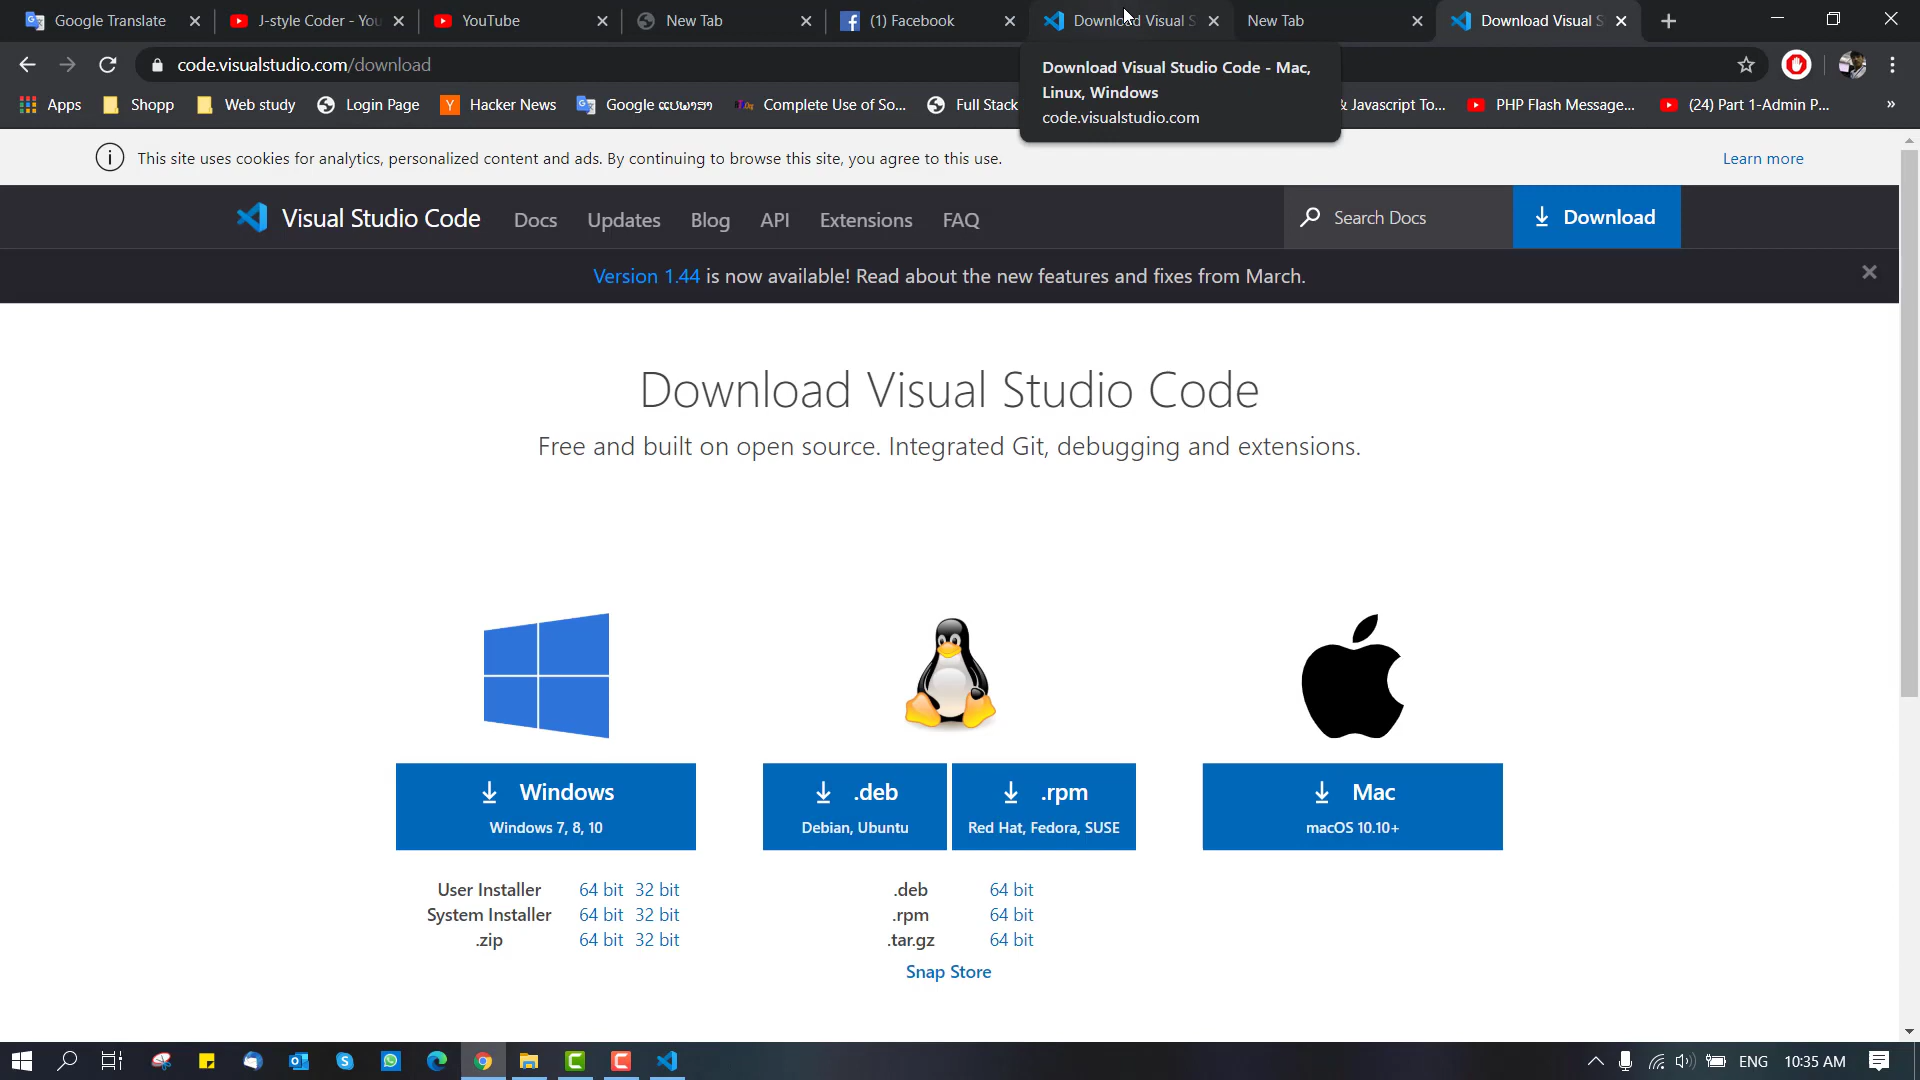 Google Translate
J-style Coder - You
YouTube
New Tab
(1) Facebook
Download Visual S
New Tab
Download Visual S
code.visualstudio.com/download
Download Visual Studio Code - Mac,
Linux, Windows
code.visualstudio.com
Apps
Shopp
Web study
Login Page
Hacker News
Google ແປພາສາ
Complete Use of So...
Full Stack
& Javascript To...
PHP Flash Message...
(24) Part 1-Admin P...
»
This site uses cookies for analytics, personalized content and ads. By continuing to browse this site, you agree to this use.
Learn more
Visual Studio Code
Docs
Updates
Blog
API
Extensions
FAQ
Search Docs
Download
Version 1.44 is now available! Read about the new features and fixes from March.
Download Visual Studio Code
Free and built on open source. Integrated Git, debugging and extensions.
Windows
Windows 7, 8, 10
.deb
Debian, Ubuntu
.rpm
Red Hat, Fedora, SUSE
Mac
macOS 10.10+
User Installer 64 bit 32 bit
System Installer 64 bit 32 bit
.zip 64 bit 32 bit
.deb 64 bit
.rpm 64 bit
.tar.gz 64 bit
Snap Store
ENG
10:35 AM